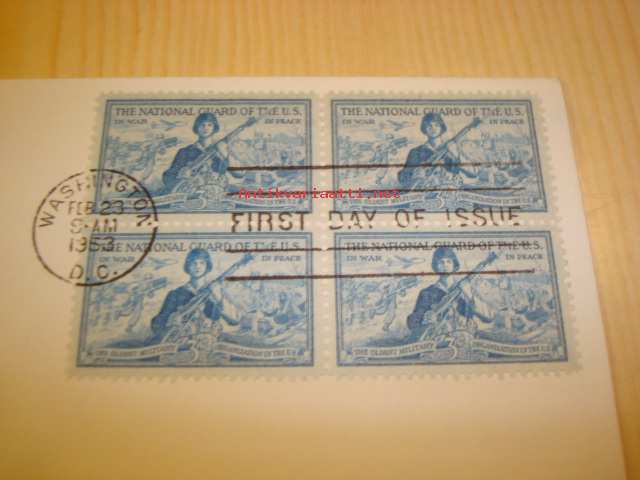 THE NATIONAL GUARD OF THE U.S.
IN WAR IN PEACE
THE NATIONAL GUARD OF THE U.S.
IN WAR IN PEACE
Antikvariaatti.net
WASHINGTON
FEB 23
9-AM
1953
D.C.
FIRST DAY OF ISSUE
THE NATIONAL GUARD OF THE U.S.
IN WAR IN PEACE
3¢
THE OLDEST MILITARY ORGANIZATION IN THE U.S.
THE NATIONAL GUARD OF THE U.S.
IN WAR IN PEACE
3¢
THE OLDEST MILITARY ORGANIZATION IN THE U.S.